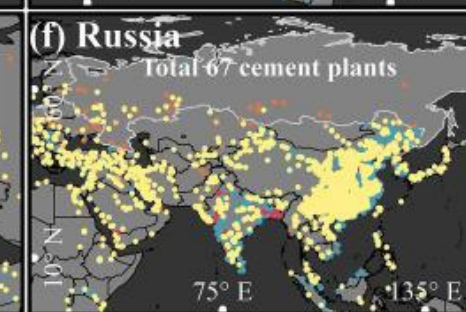 (f) Russia
Total 67 cement plants
60° N
10° N
75° E
135° E